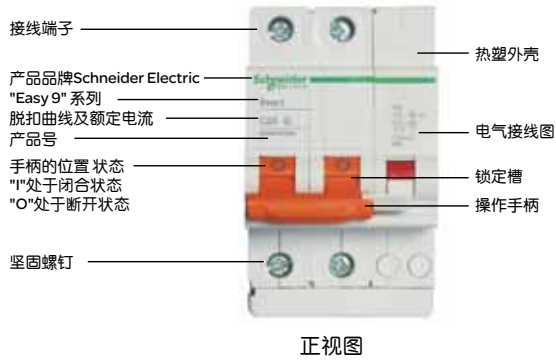 接线端子
产品品牌Schneider Electric
"Easy 9" 系列
脱扣曲线及额定电流
产品号
手柄的位置 状态
"I"处于闭合状态
"O"处于断开状态
坚固螺钉
Schneider
热塑外壳
电气接线图
锁定槽
操作手柄
正视图